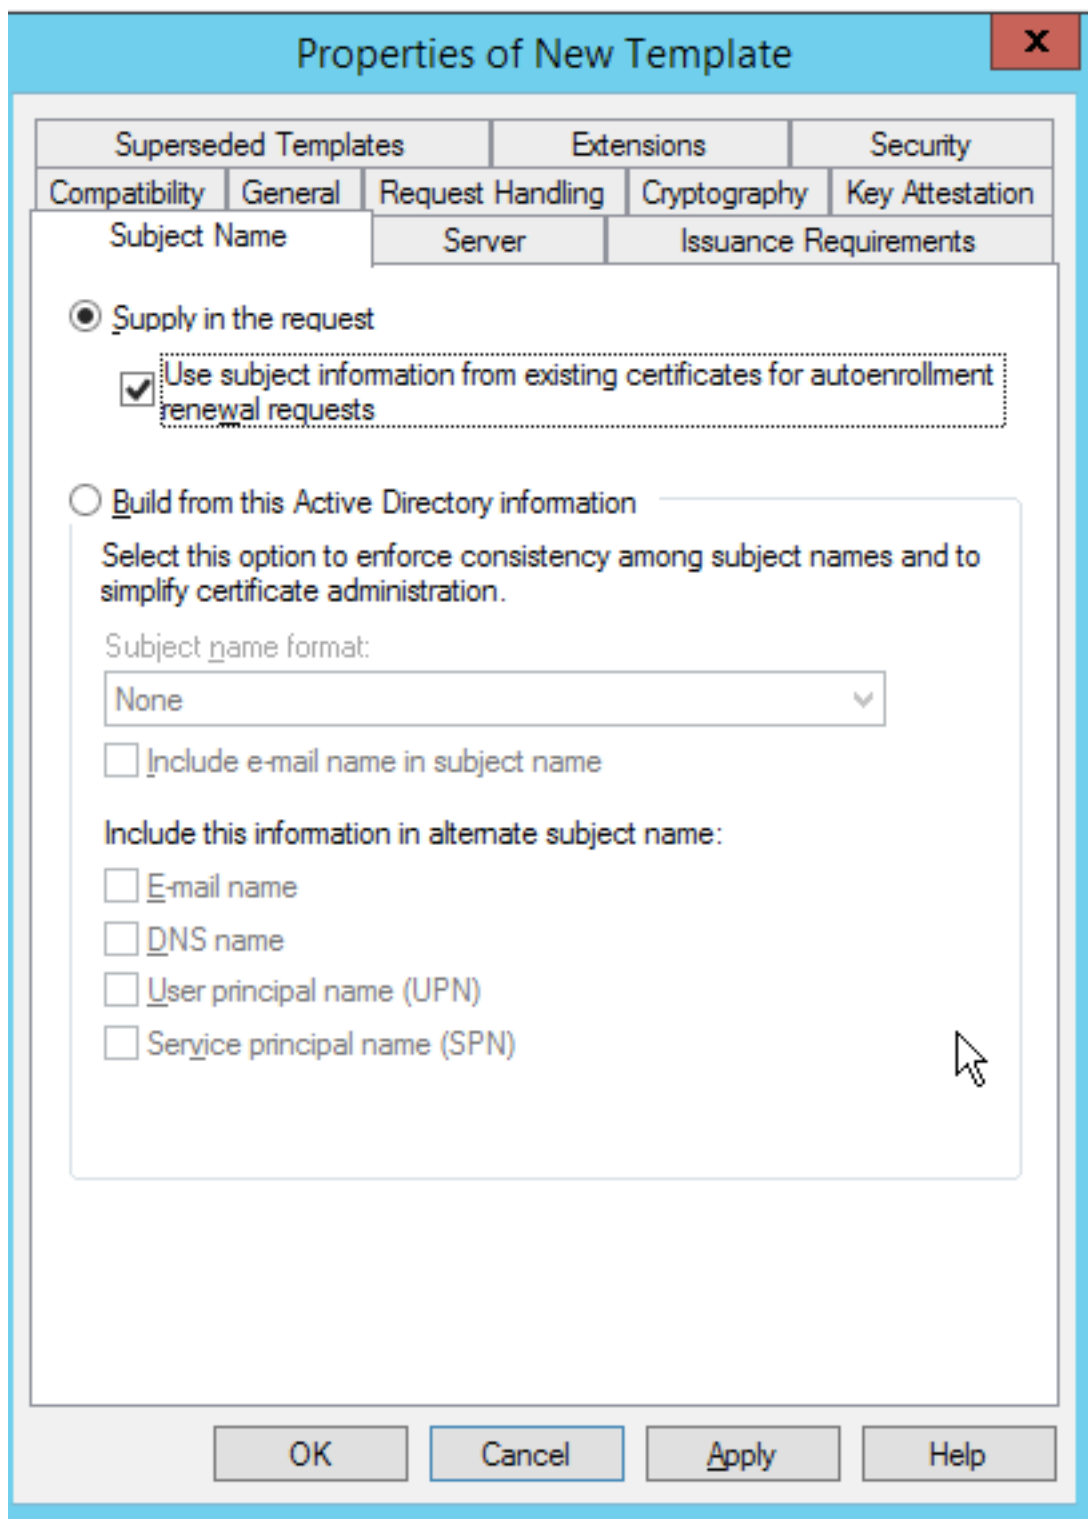 Properties of New Template
x
Superseded Templates
Extensions
Security
Compatibility
General
Request Handling
Cryptography
Key Attestation
Subject Name
Server
Issuance Requirements
Supply in the request
Use subject information from existing certificates for autoenrollment
renewal requests
Build from this Active Directory information
Select this option to enforce consistency among subject names and to
simplify certificate administration.
Subject name format:
None
Include e-mail name in subject name
Include this information in alternate subject name:
E-mail name
DNS name
User principal name (UPN)
Service principal name (SPN)
OK
Cancel
Apply
Help